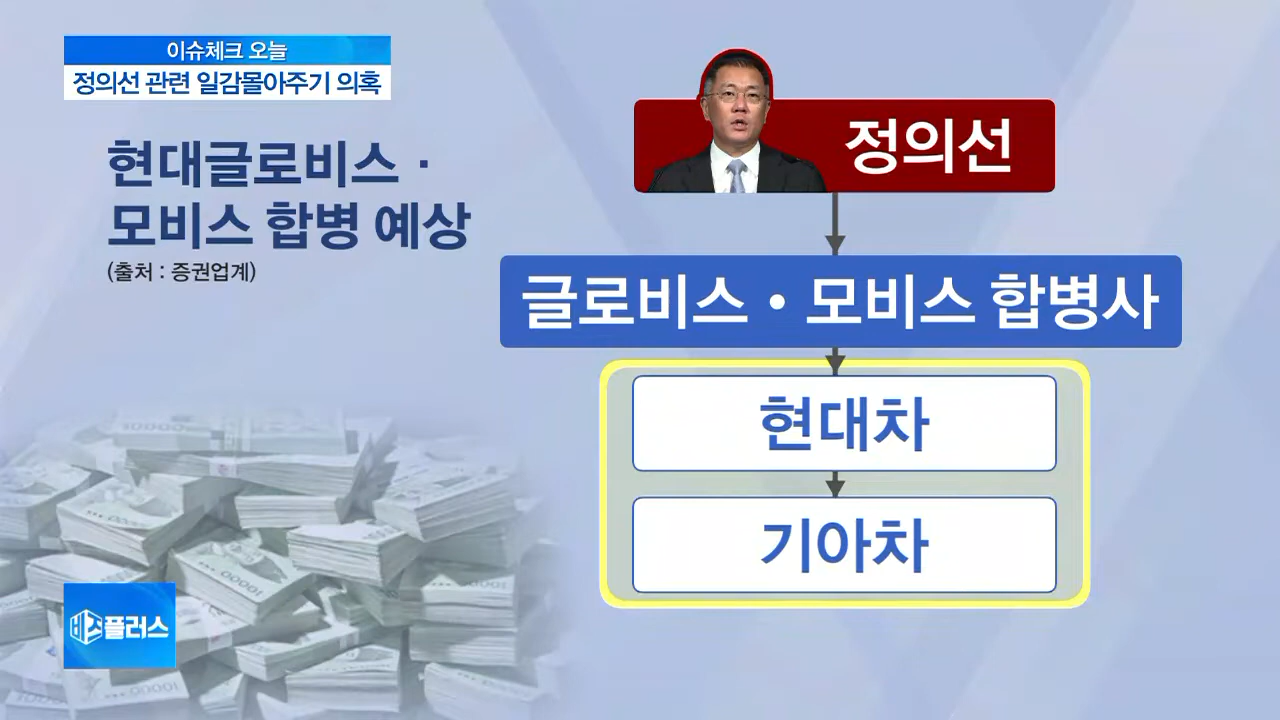 이슈체크 오늘
정의선 관련 일감몰아주기 의혹
현대글로비스 ·
모비스 합병 예상
(출처 : 증권업계)
정의선
글로비스 • 모비스 합병사
현대차
기아차
비즈플러스
10000
00001
00001